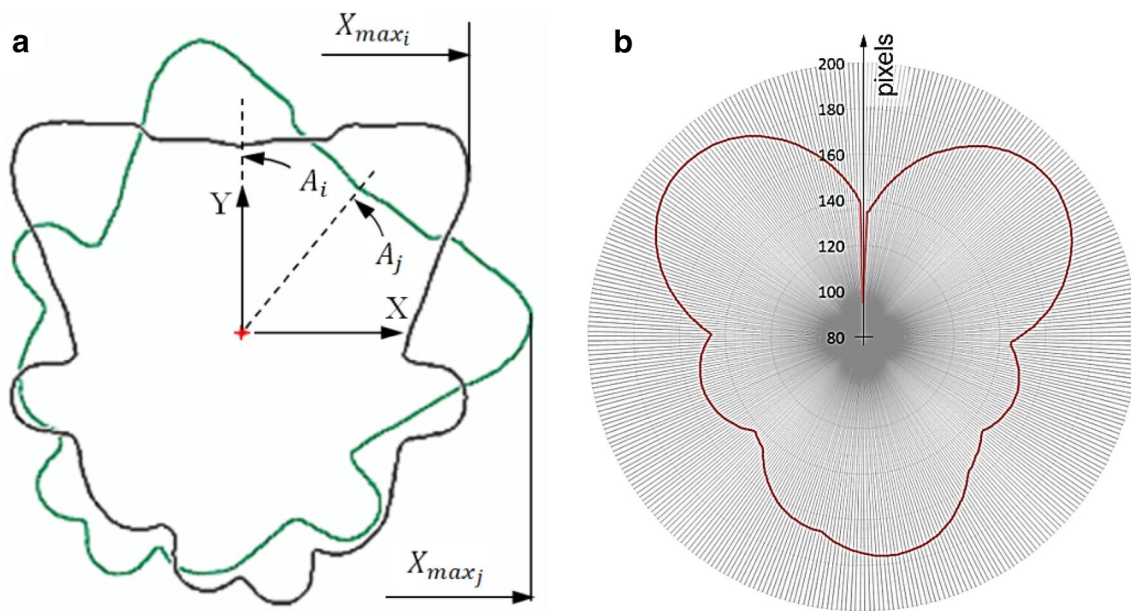 a
X_{max_i}
A_i
Y
A_j
X
X_{max_j}
b
pixels
200
180
160
140
120
100
80